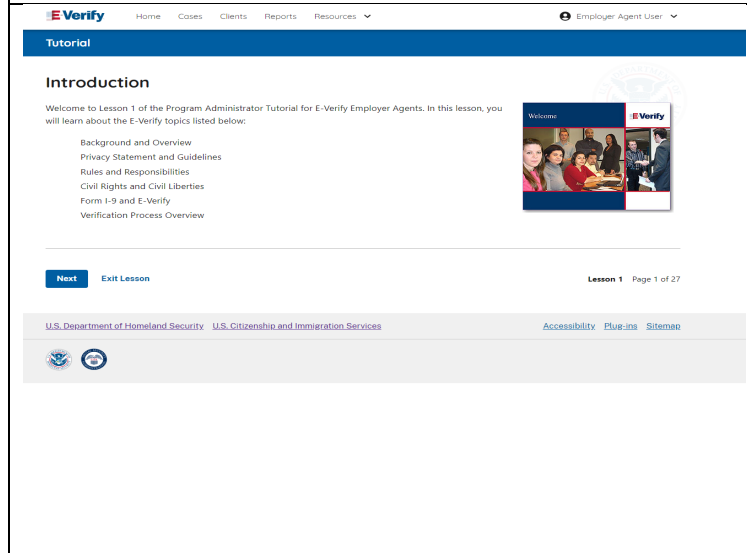 E-Verify Home Cases Clients Reports Resources Employer Agent User
Tutorial
Introduction
Welcome to Lesson 1 of the Program Administrator Tutorial for E-Verify Employer Agents. In this lesson, you
will learn about the E-Verify topics listed below:
Background and Overview
Privacy Statement and Guidelines
Rules and Responsibilities
Civil Rights and Civil Liberties
Form I-9 and E-Verify
Verification Process Overview
Welcome E-Verify
Next Exit Lesson Lesson 1 Page 1 of 27
U.S. Department of Homeland Security U.S. Citizenship and Immigration Services Accessibility Plug-ins Sitemap